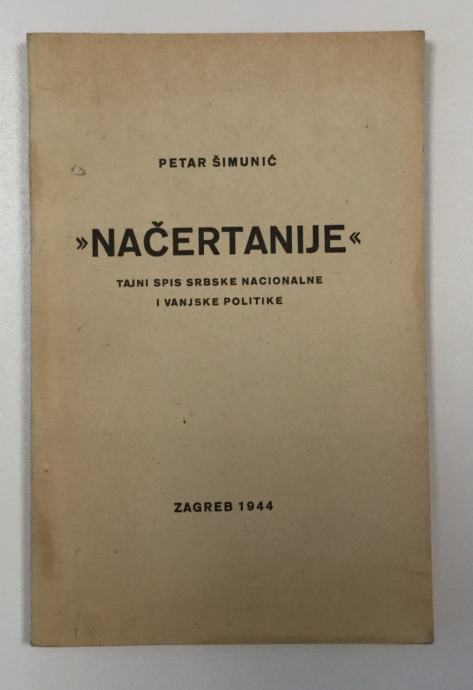 PETAR ŠIMUNIĆ
»NAČERTANIJE«
TAJNI SPIS SRBSKE NACIONALNE
I VANJSKE POLITIKE
ZAGREB 1944